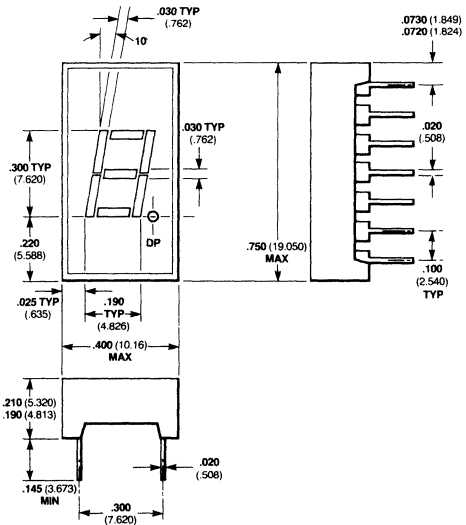 .030 TYP
(.762)
10°
.0730 (1.849)
.0720 (1.824)
.030 TYP
(.762)
.020
(.508)
.300 TYP
(7.620)
DP
.220
(5.588)
.750 (19.050)
MAX
.100
(2.540)
TYP
.025 TYP
(.635)
.190
TYP
(4.826)
.400 (10.16)
MAX
.210 (5.320)
.190 (4.813)
.020
(.508)
.145 (3.673)
MIN
.300
(7.620)